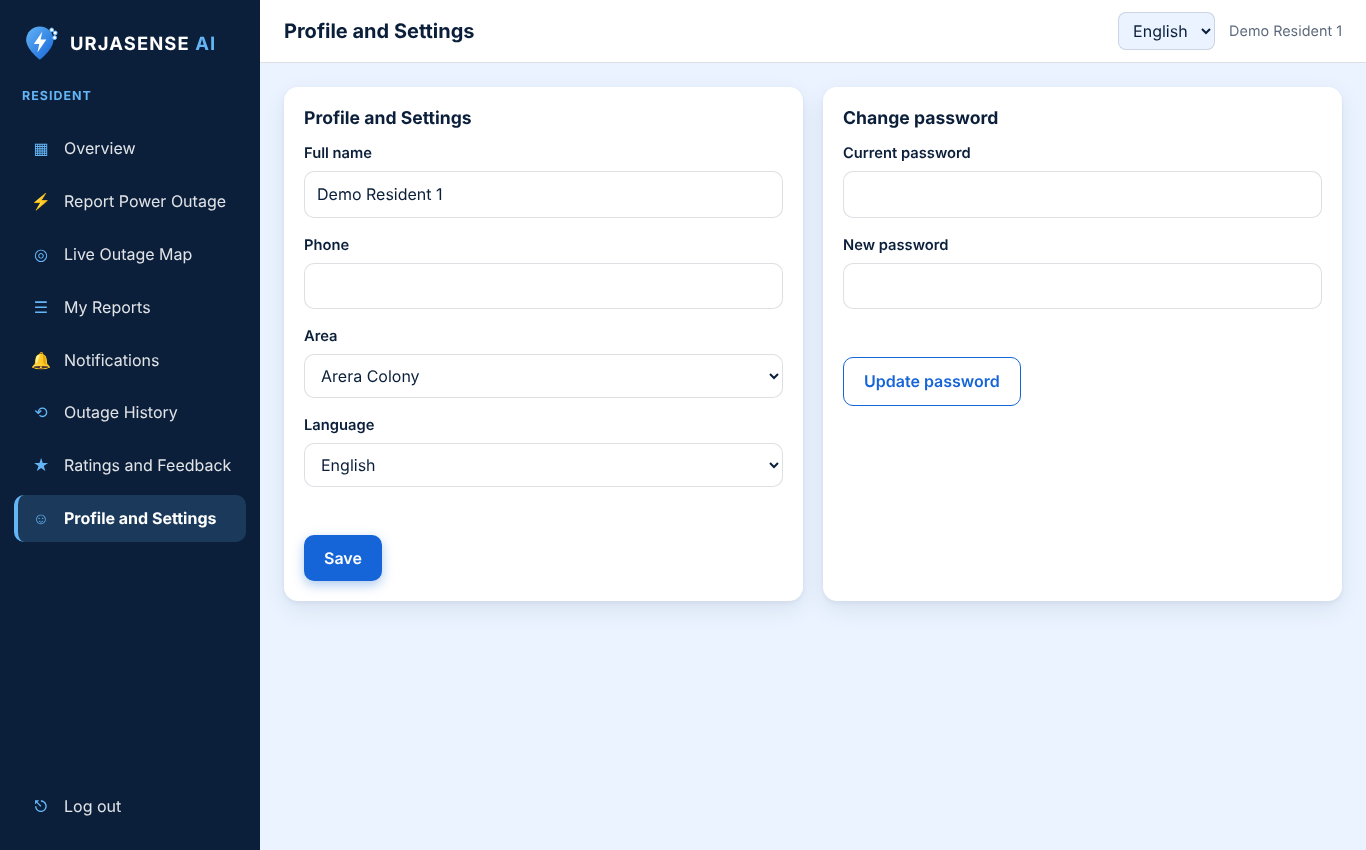 URJASENSE AI
RESIDENT
Overview
Report Power Outage
Live Outage Map
My Reports
Notifications
Outage History
Ratings and Feedback
Profile and Settings
Log out
Profile and Settings
English
Demo Resident 1
Profile and Settings
Full name
Demo Resident 1
Phone
Area
Arera Colony
Language
English
Save
Change password
Current password
New password
Update password